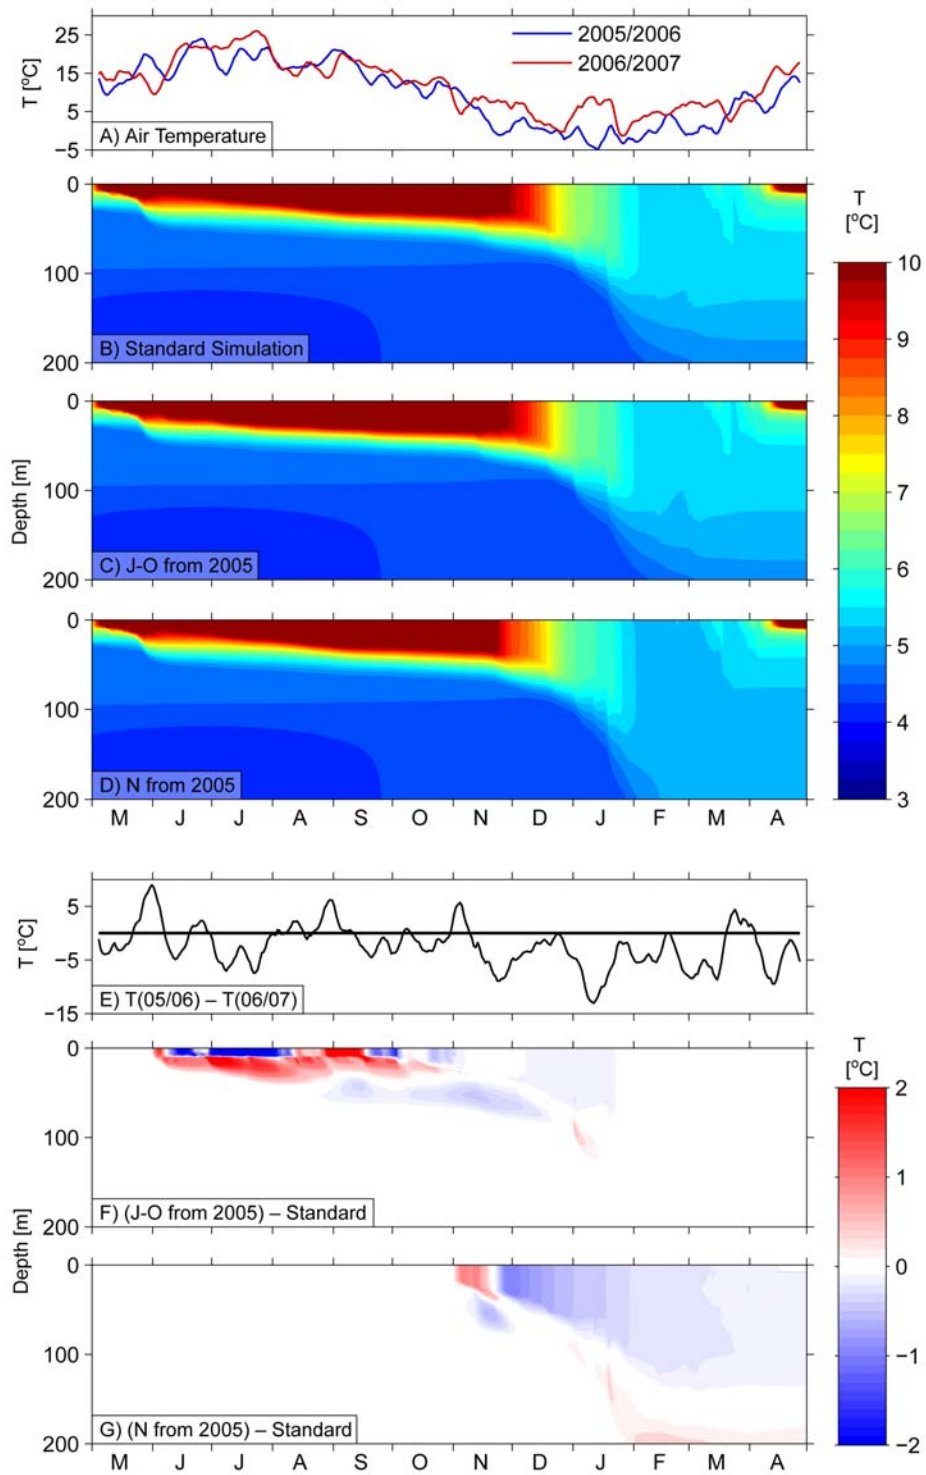 25
15
5
−5
T [°C]
2005/2006
2006/2007
A) Air Temperature
0
100
200
B) Standard Simulation
T
[°C]
10
9
8
7
6
5
4
3
0
100
200
Depth [m]
C) J-O from 2005
0
100
200
D) N from 2005
M J J A S O N D J F M A
5
−5
−15
T [°C]
E) T(05/06) – T(06/07)
0
100
200
F) (J-O from 2005) – Standard
T
[°C]
2
1
0
−1
−2
Depth [m]
0
100
200
G) (N from 2005) – Standard
M J J A S O N D J F M A